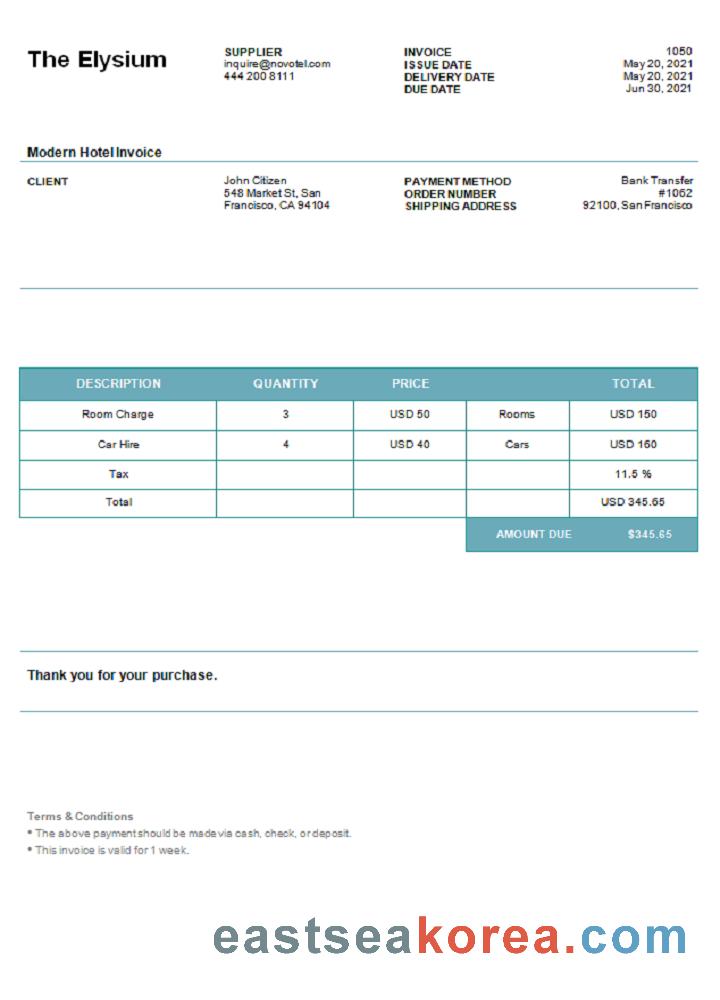 The Elysium
SUPPLIER
inquire@novotel.com
444 200 8111
INVOICE 1050
ISSUE DATE May 20, 2021
DELIVERY DATE May 20, 2021
DUE DATE Jun 30, 2021
Modern Hotel Invoice
CLIENT
John Citizen
548 Market St, San
Francisco, CA 94104
PAYMENT METHOD Bank Transfer
ORDER NUMBER #1062
SHIPPING ADDRESS 92100, San Francisco
DESCRIPTION QUANTITY PRICE TOTAL
Room Charge 3 USD 50 Rooms USD 150
Car Hire 4 USD 40 Cars USD 160
Tax 11.5 %
Total USD 345.65
AMOUNT DUE $345.65
Thank you for your purchase.
Terms & Conditions
• The above payment should be made via cash, check, or deposit.
• This invoice is valid for 1 week.
eastseakorea.com